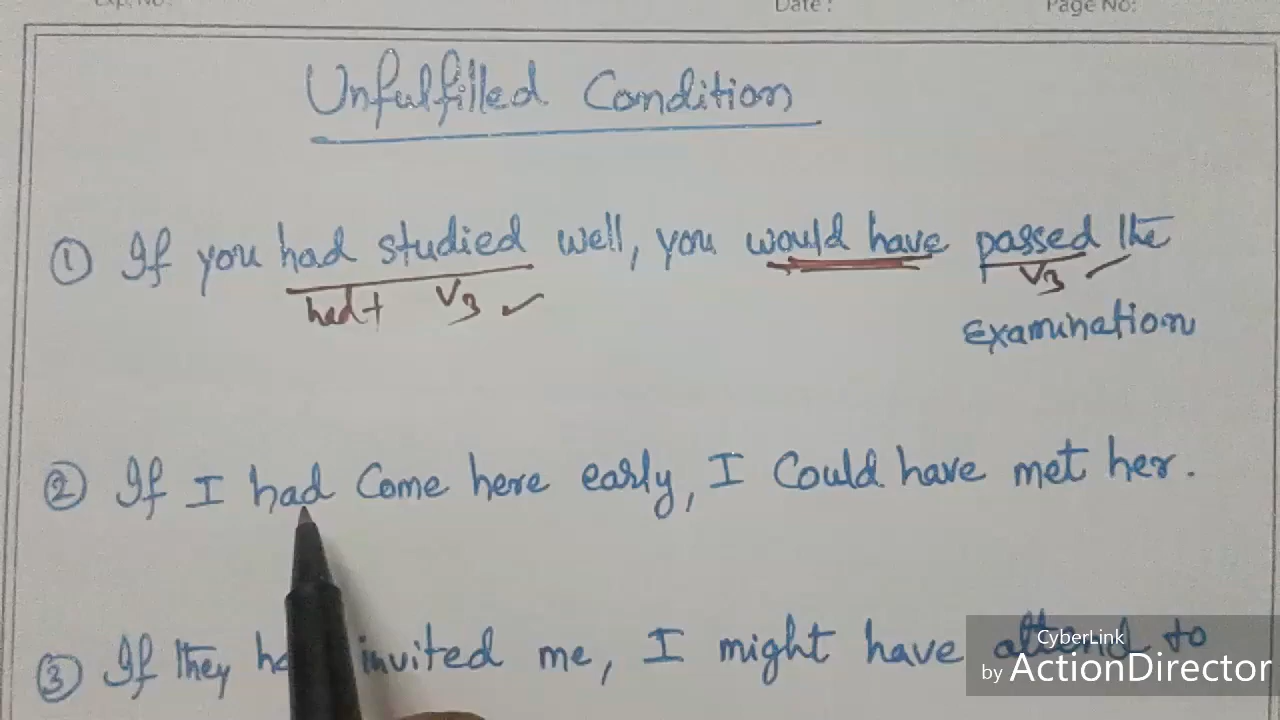 Date :
Page No:
Unfulfilled Condition
① If you had studied well, you would have passed the
had+ V3 ✓ V3 ✓
examination
② If I had come here early, I could have met her.
③ If they invited me, I might have attend to
CyberLink
by ActionDirector